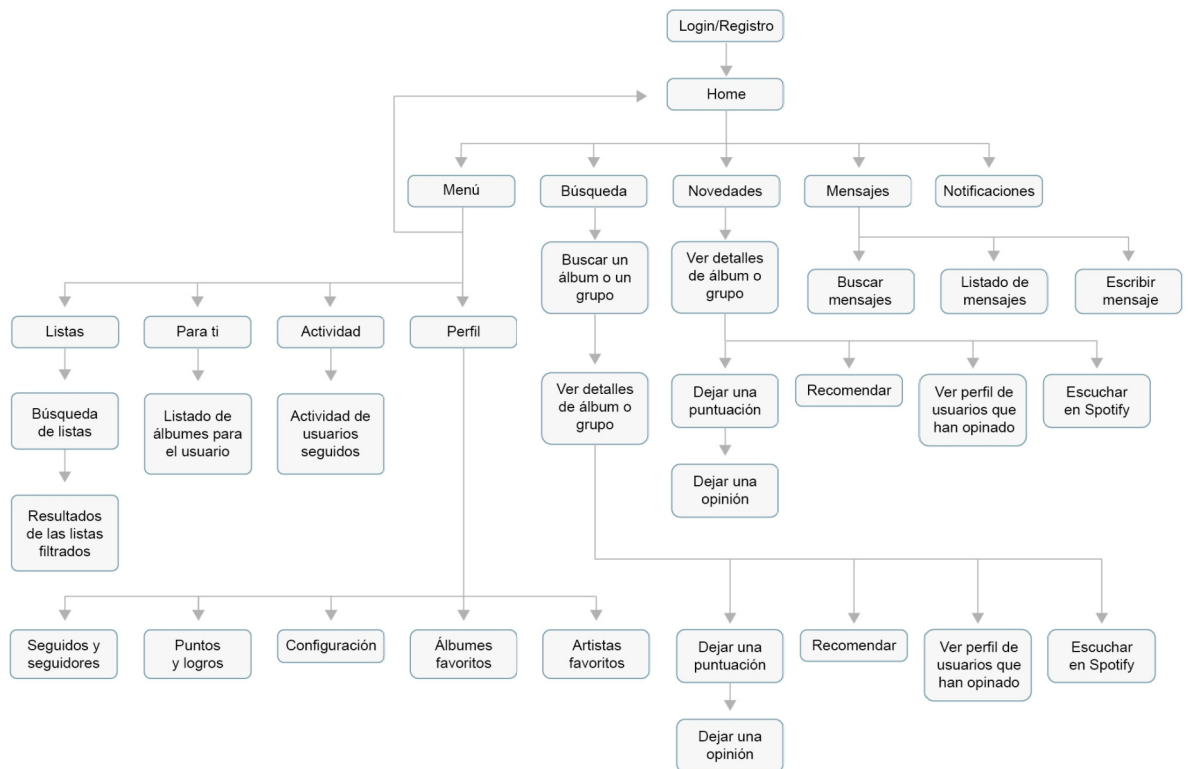 Login/Registro
Home
Menú
Búsqueda
Novedades
Mensajes
Notificaciones
Buscar un
álbum o un
grupo
Ver detalles
de álbum o
grupo
Buscar
mensajes
Listado de
mensajes
Escribir
mensaje
Listas
Para ti
Actividad
Perfil
Búsqueda
de listas
Listado de
álbumes para
el usuario
Actividad de
usuarios
seguidos
Ver detalles
de álbum o
grupo
Dejar una
puntuación
Recomendar
Ver perfil de
usuarios que
han opinado
Escuchar
en Spotify
Dejar una
opinión
Resultados
de las listas
filtrados
Seguidos y
seguidores
Puntos
y logros
Configuración
Álbumes
favoritos
Artistas
favoritos
Dejar una
puntuación
Recomendar
Ver perfil de
usuarios que
han opinado
Escuchar
en Spotify
Dejar una
opinión